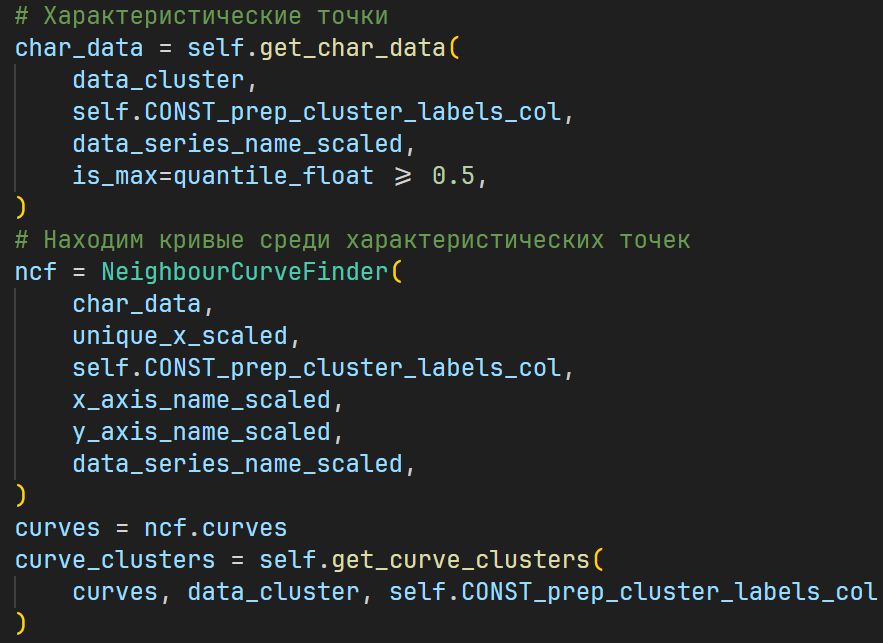 # Характеристические точки
char_data = self.get_char_data(
    data_cluster,
    self.CONST_prep_cluster_labels_col,
    data_series_name_scaled,
    is_max=quantile_float >= 0.5,
)
# Находим кривые среди характеристических точек
ncf = NeighbourCurveFinder(
    char_data,
    unique_x_scaled,
    self.CONST_prep_cluster_labels_col,
    x_axis_name_scaled,
    y_axis_name_scaled,
    data_series_name_scaled,
)
curves = ncf.curves
curve_clusters = self.get_curve_clusters(
    curves, data_cluster, self.CONST_prep_cluster_labels_col
)